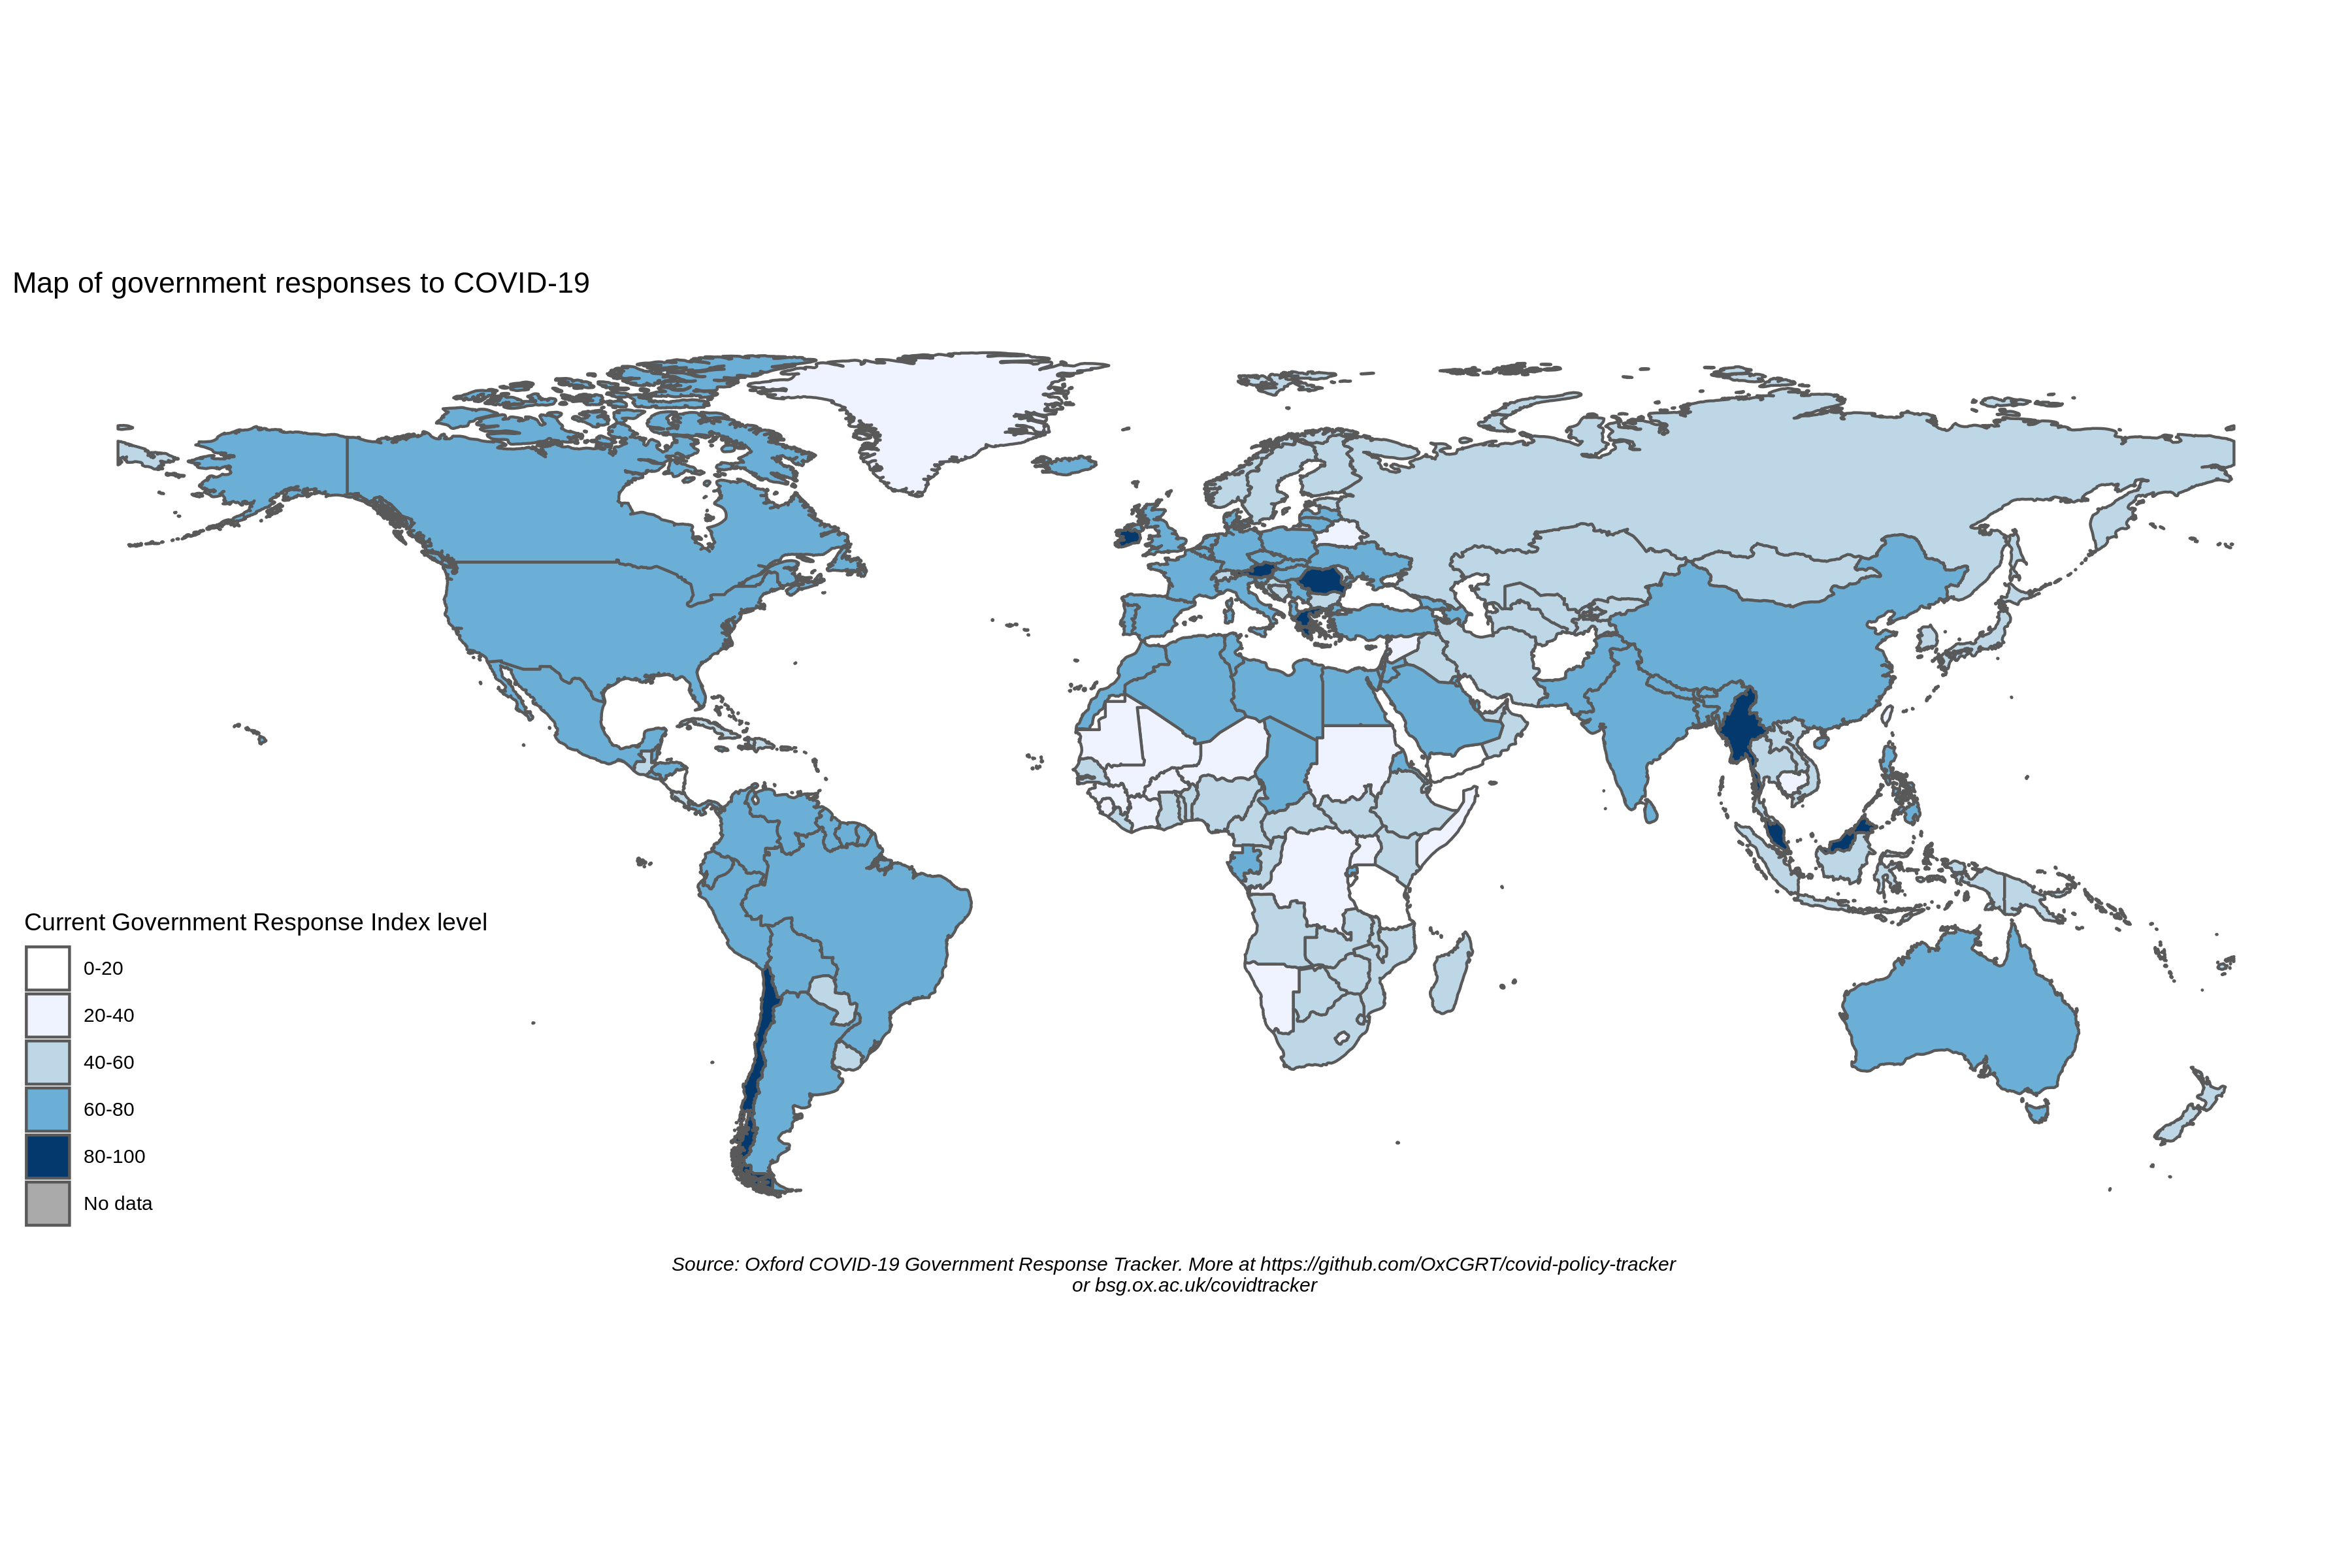 Map of government responses to COVID-19
Current Government Response Index level
0-20
20-40
40-60
60-80
80-100
No data
Source: Oxford COVID-19 Government Response Tracker. More at https://github.com/OxCGRT/covid-policy-tracker
or bsg.ox.ac.uk/covidtracker